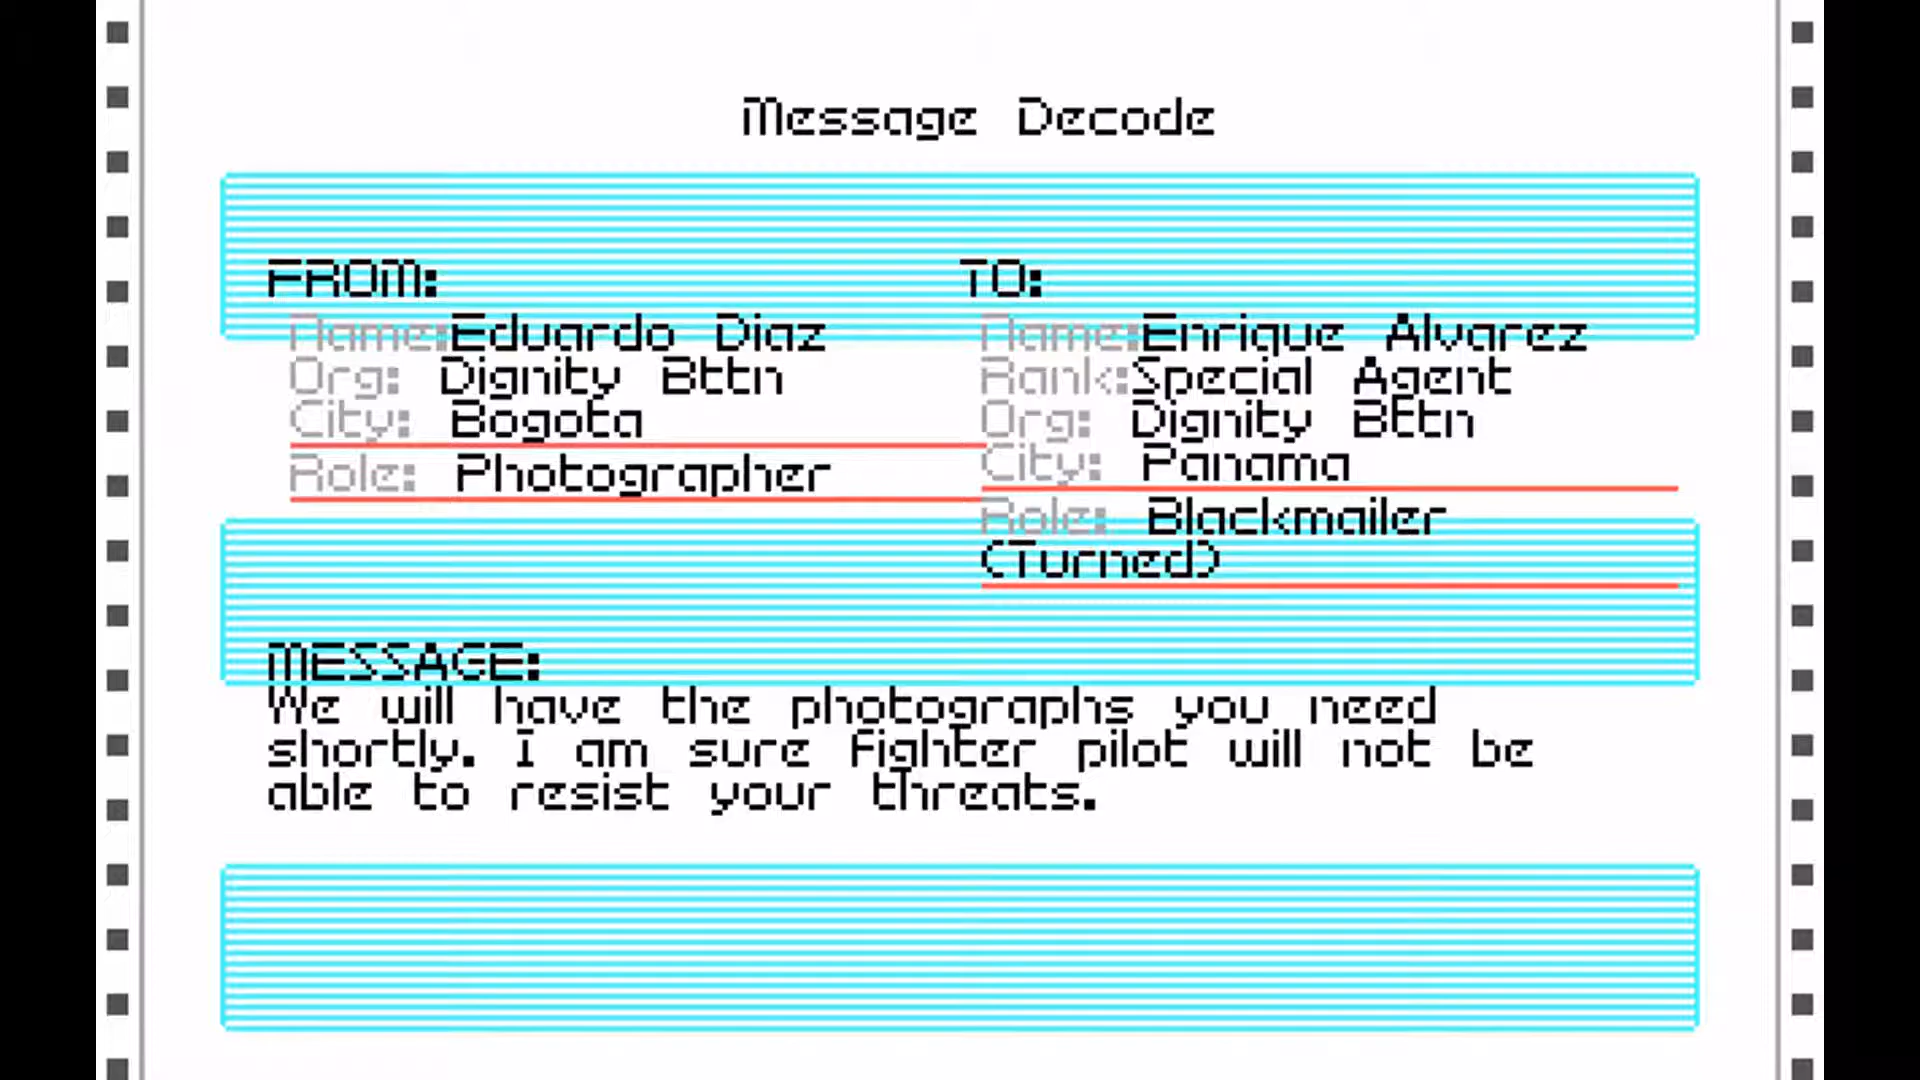 Message Decode
FROM:
Name:Eduardo Diaz
Org: Dignity Bttn
City: Bogota
Role: Photographer
TO:
Name:Enrique Alvarez
Rank:Special Agent
Org: Dignity Bttn
City: Panama
Role: Blackmailer
(Turned)
MESSAGE:
We will have the photographs you need
shortly. I am sure fighter pilot will not be
able to resist your threats.